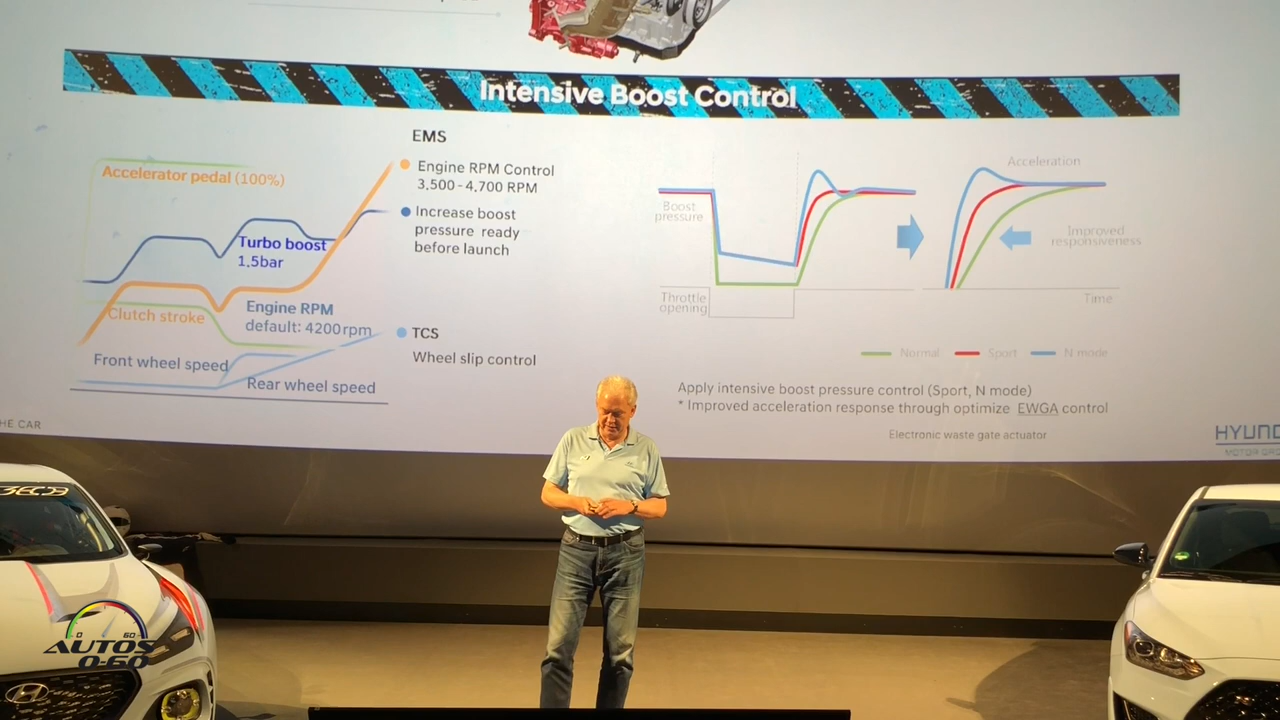 Intensive Boost Control
EMS
Accelerator pedal (100%)
Engine RPM Control
3,500-4,700 RPM
Increase boost
pressure ready
before launch
Turbo boost
1.5bar
Clutch stroke
Engine RPM
default: 4200rpm
TCS
Wheel slip control
Front wheel speed
Rear wheel speed
Acceleration
Boost
pressure
Improved
responsiveness
Throttle
opening
Time
Normal
Sport
N mode
Apply intensive boost pressure control (Sport, N mode)
* Improved acceleration response through optimize EWGA control
Electronic waste gate actuator
HE CAR
HYUND
MOTOR GRO
0 60
AUTOS
0-60